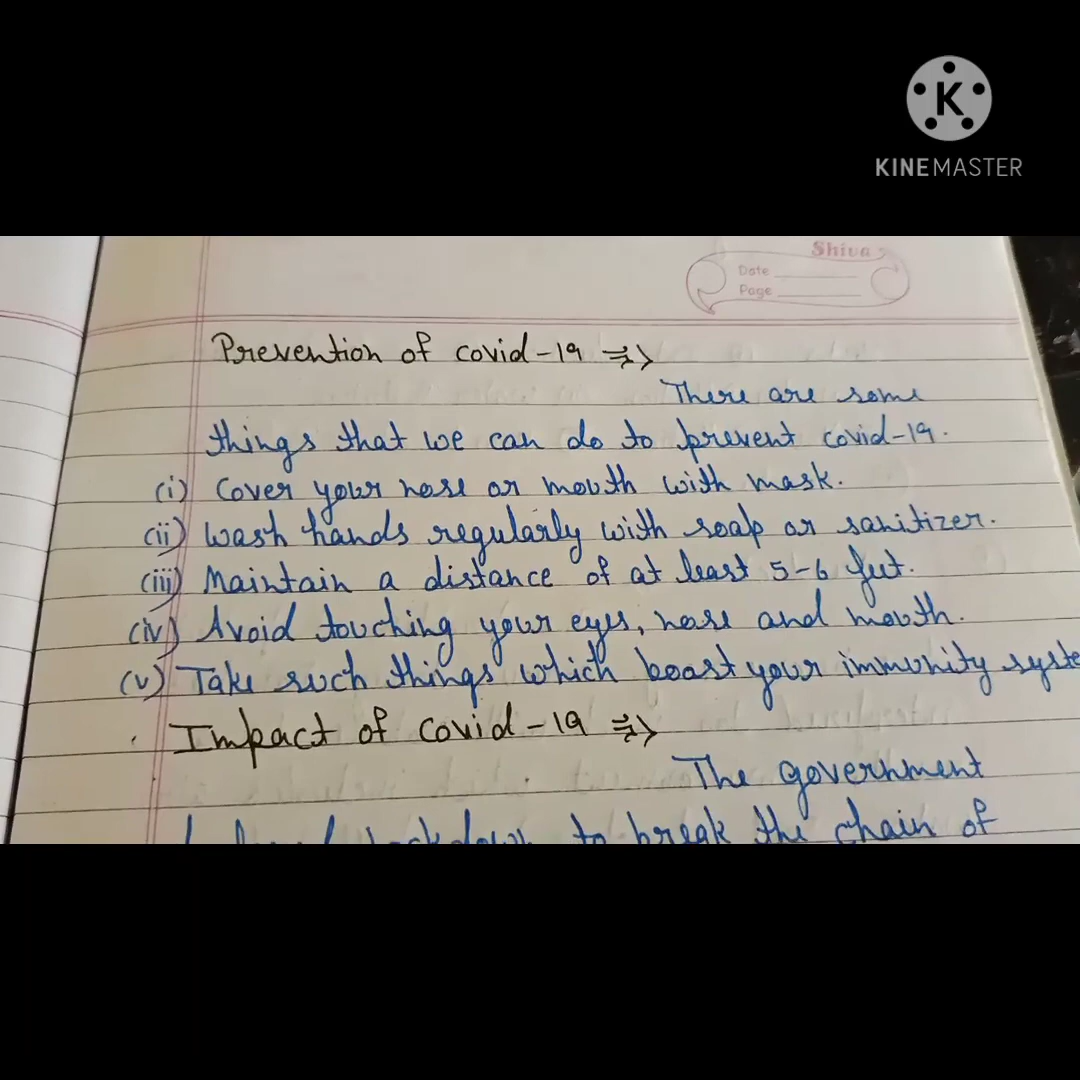 KINEMASTER
Shiva
Date
Page
Prevention of covid-19 =>
There are some
things that we can do to prevent covid-19.
(i) Cover your nose or mouth with mask.
(ii) Wash hands regularly with soap or sanitizer.
(iii) Maintain a distance of at least 5-6 feet.
(iv) Avoid touching your eyes, nose and mouth.
(v) Take such things which boost your immunity syste
Impact of covid-19 =>
The government
lockdown to break the chain of